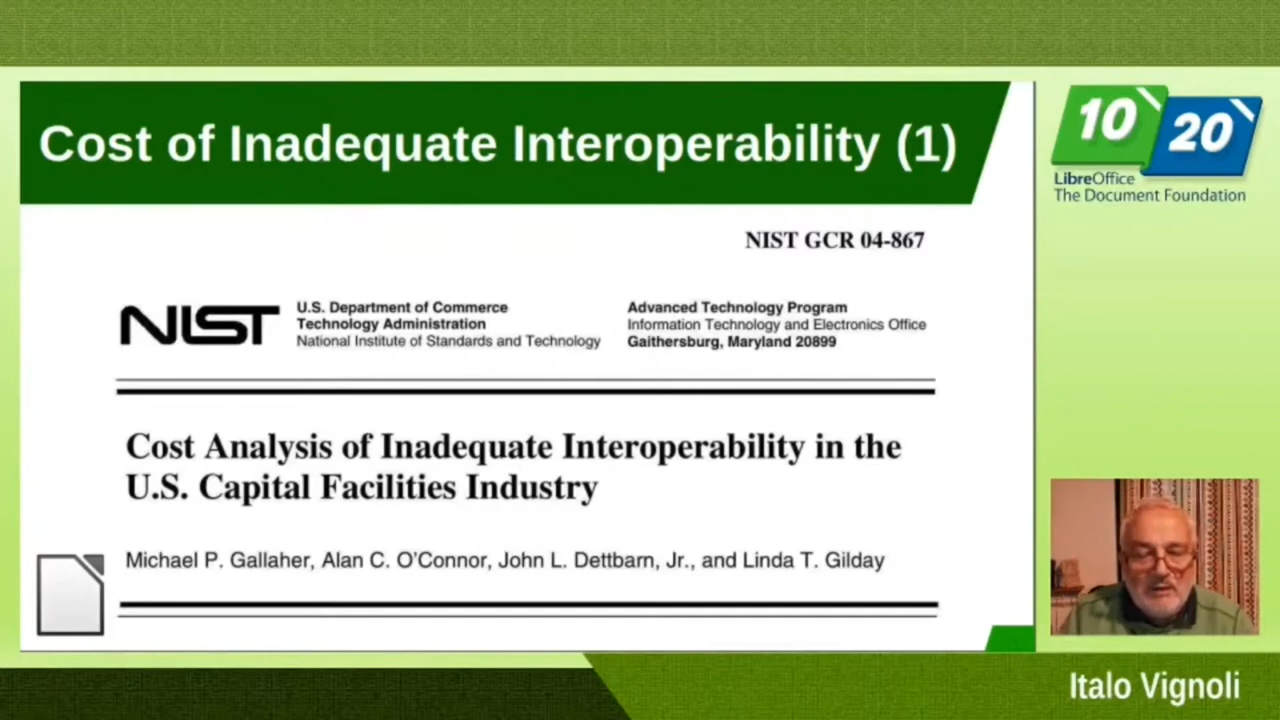 Cost of Inadequate Interoperability (1)
10 20
LibreOffice
The Document Foundation
NIST GCR 04-867
NIST
U.S. Department of Commerce
Technology Administration
National Institute of Standards and Technology
Advanced Technology Program
Information Technology and Electronics Office
Gaithersburg, Maryland 20899
Cost Analysis of Inadequate Interoperability in the
U.S. Capital Facilities Industry
Michael P. Gallaher, Alan C. O'Connor, John L. Dettbarn, Jr., and Linda T. Gilday
Italo Vignoli